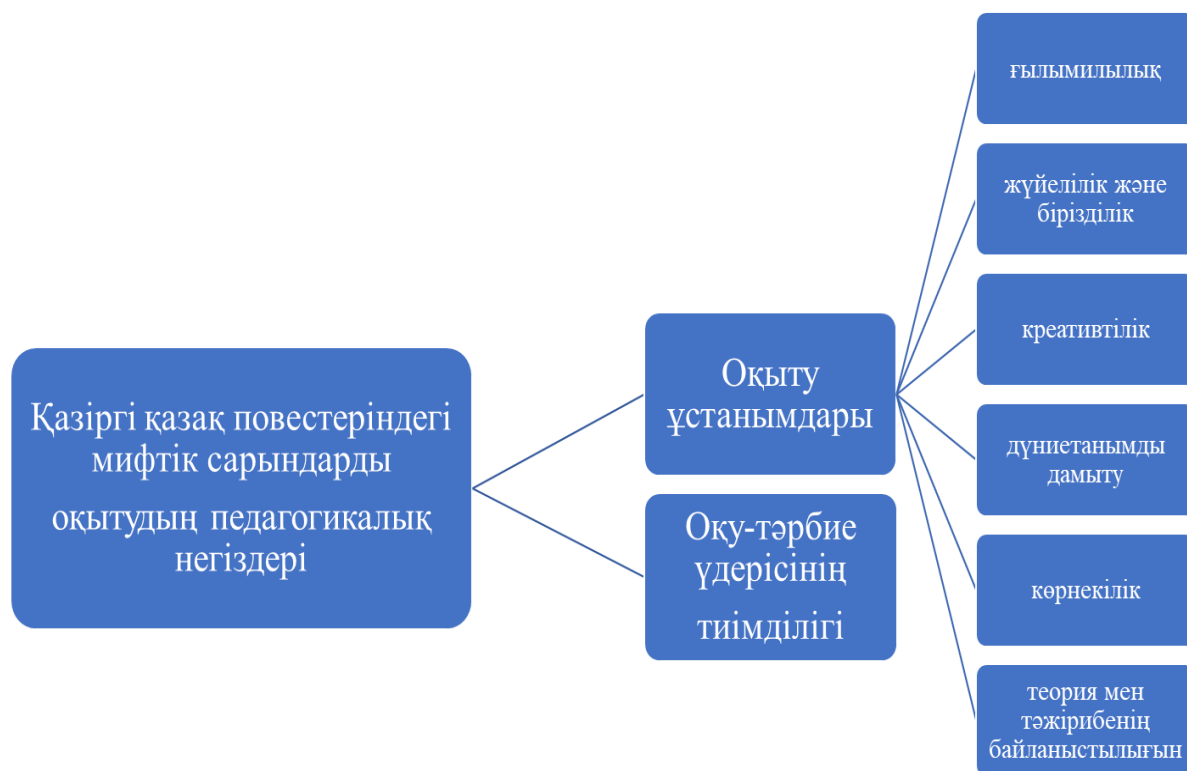 Қазіргі қазақ повестеріндегі
мифтік сарындарды
оқытудың педагогикалық
негіздері
Оқыту
ұстанымдары
Оқу-тәрбие
үдерісінің
тиімділігі
ғылымилылық
жүйелілік және
бірізділік
креативтілік
дүниетанымды
дамыту
көрнекілік
теория мен
тәжірибенің
байланыстылығын